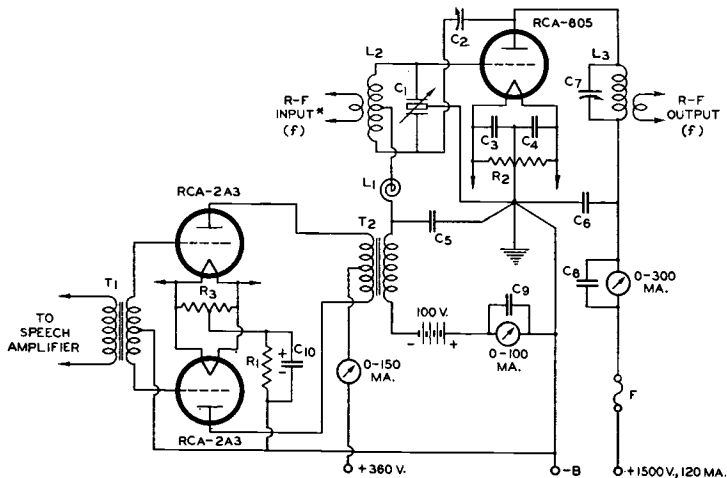 RCA-805
C2
L2
L3
C1
C7
R-F
INPUT*
(f)
R-F
OUTPUT
(f)
C3
C4
R2
L1
RCA-2A3
T2
C6
C5
T1
R3
C8
0-300
MA.
C9
100 V.
- +
TO
SPEECH
AMPLIFIER
+
-
C10
R1
0-100
MA.
0-150
MA.
F
RCA-2A3
+360 V.
-B
+1500 V., 120 MA.